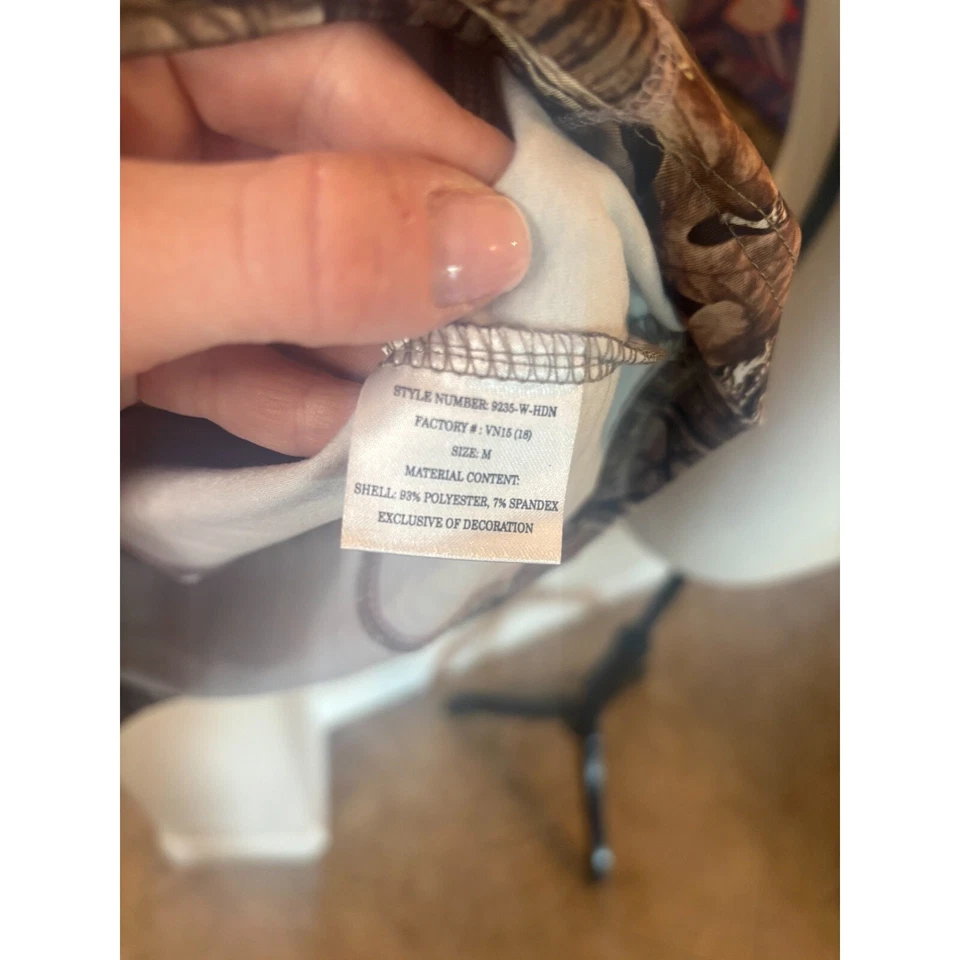 STYLE NUMBER: 9235-W-HDN
FACTORY # : VN15 (18)
SIZE: M
MATERIAL CONTENT:
SHELL: 93% POLYESTER, 7% SPANDEX
EXCLUSIVE OF DECORATION